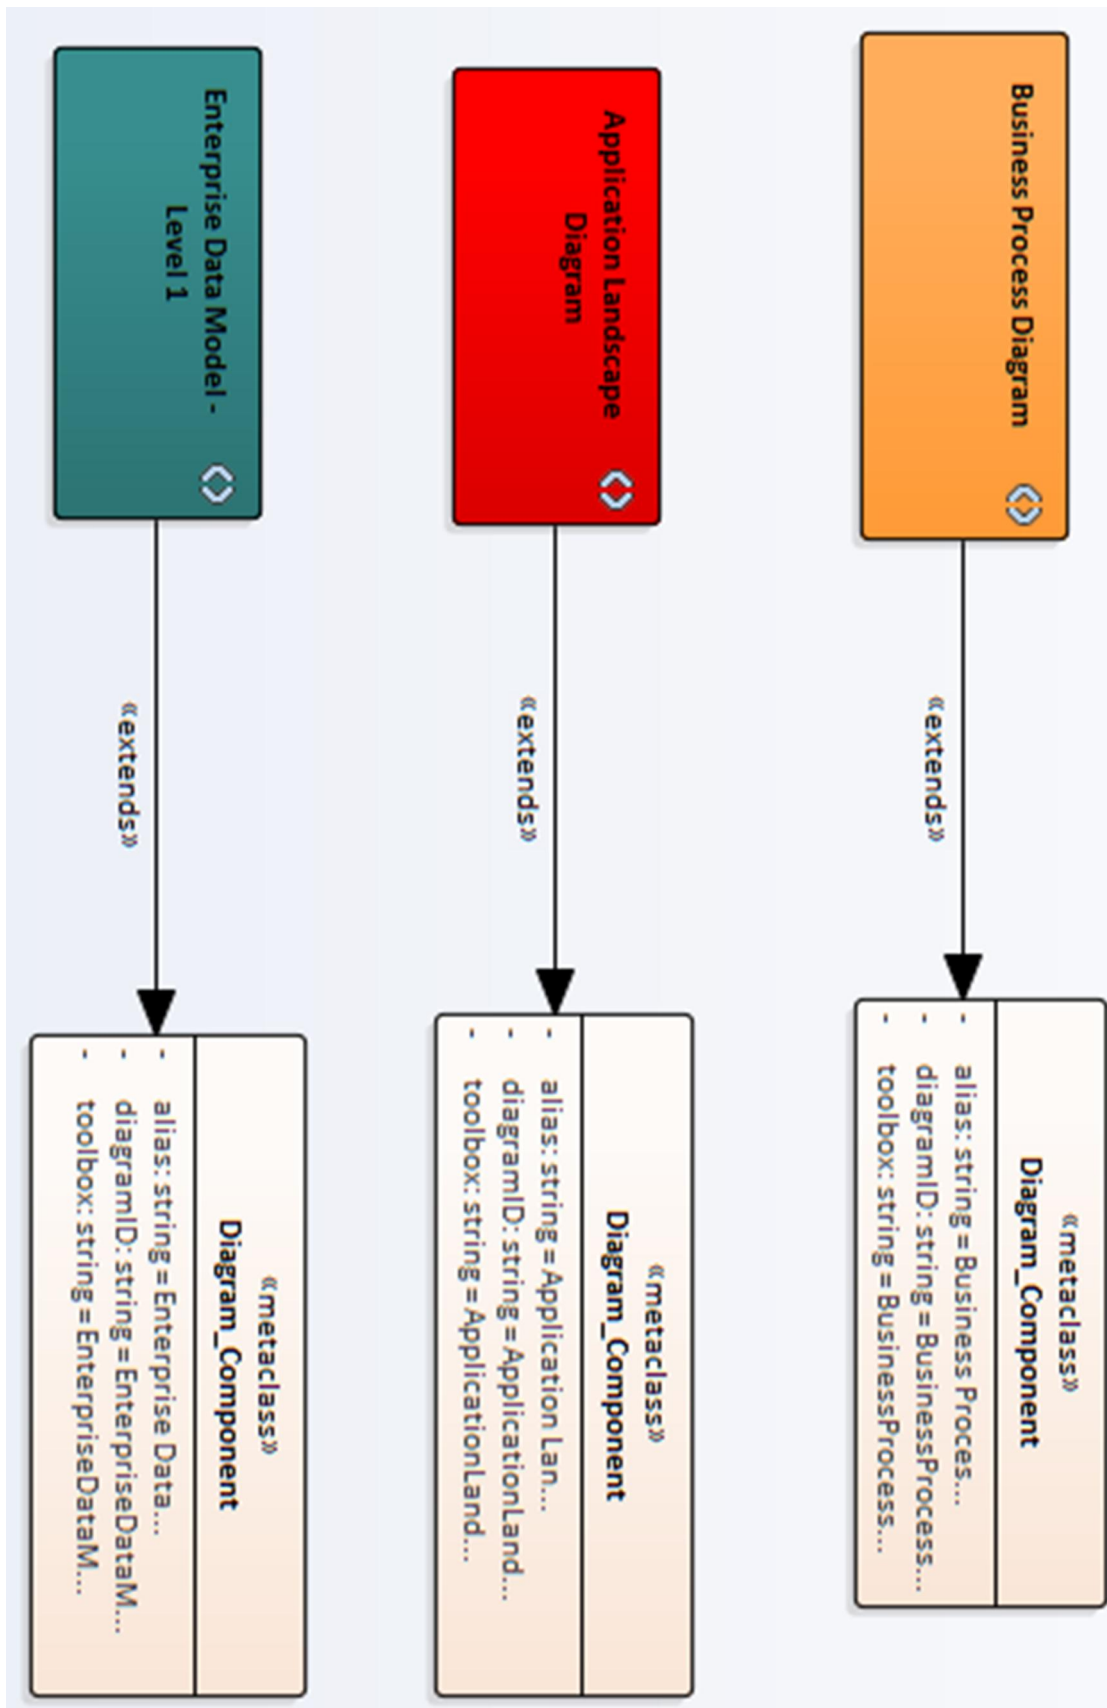 Business Process Diagram
«extends»
«metaclass»
Diagram_Component
- alias: string = Business Proces...
- diagramID: string = BusinessProcess...
- toolbox: string = BusinessProcess...
Application Landscape
Diagram
«extends»
«metaclass»
Diagram_Component
- alias: string = Application Lan...
- diagramID: string = ApplicationLand...
- toolbox: string = ApplicationLand...
Enterprise Data Model -
Level 1
«extends»
«metaclass»
Diagram_Component
- alias: string = Enterprise Data...
- diagramID: string = EnterpriseDataM...
- toolbox: string = EnterpriseDataM...